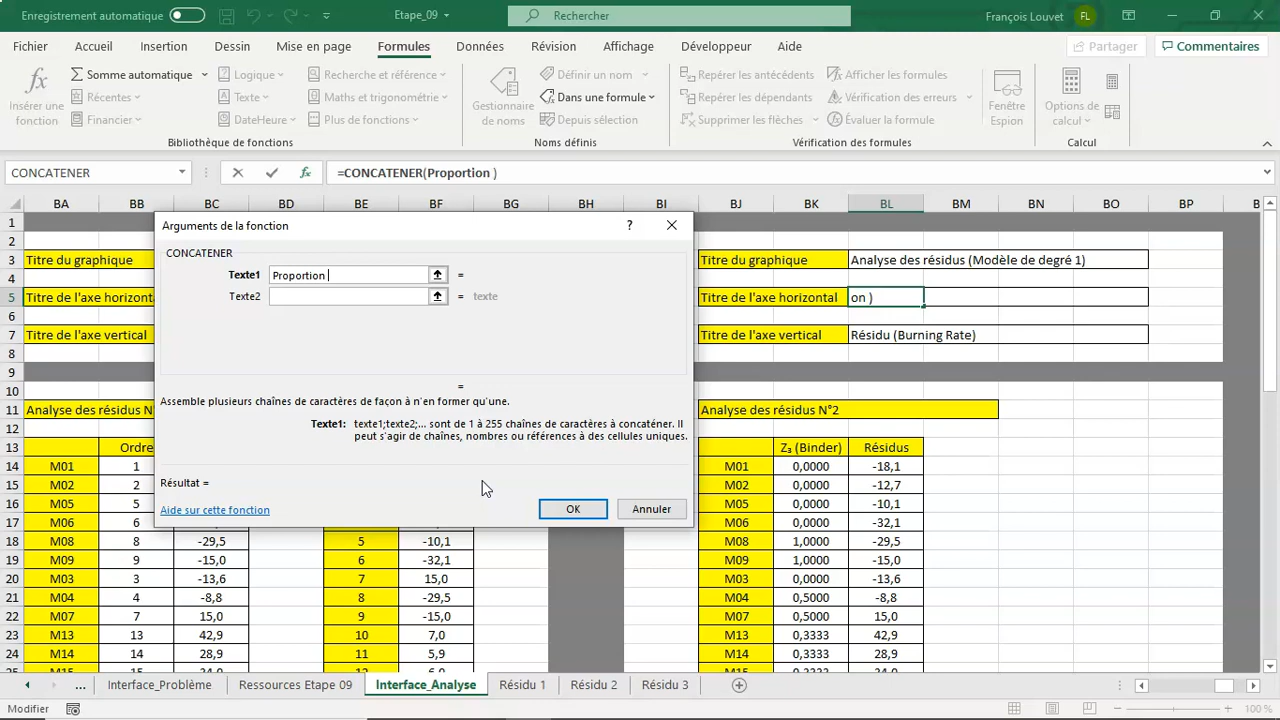 Enregistrement automatique Etape_09 Rechercher François Louvet FL
Fichier Accueil Insertion Dessin Mise en page Formules Données Révision Affichage Développeur Aide Partager Commentaires
fx Insérer une fonction
Σ Somme automatique
Récentes
Financier
Logique
Texte
DateHeure
Recherche et référence
Maths et trigonométrie
Plus de fonctions
Bibliothèque de fonctions
Gestionnaire de noms
Définir un nom
Dans une formule
Depuis sélection
Noms définis
Repérer les antécédents
Repérer les dépendants
Supprimer les flèches
Afficher les formules
Vérification des erreurs
Évaluer la formule
Vérification des formules
Fenêtre Espion
Options de calcul
Calcul
CONCATENER fx =CONCATENER(Proportion )
BA BB BC BD BE BF BG BH BI BJ BK BL BM BN BO BP B
1
2
3 Titre du graphique Titre du graphique Analyse des résidus (Modèle de degré 1)
4
5 Titre de l'axe horizonta Titre de l'axe horizontal on )
6
7 Titre de l'axe vertical Titre de l'axe vertical Résidu (Burning Rate)
8
9
10
11 Analyse des résidus N° Analyse des résidus N°2
12
13 Ordre Z₃ (Binder) Résidus
14 M01 1 M01 0,0000 -18,1
15 M02 2 M02 0,0000 -12,7
16 M05 5 M05 0,0000 -10,1
17 M06 6 M06 0,0000 -32,1
18 M08 8 -29,5 5 -10,1 M08 1,0000 -29,5
19 M09 9 -15,0 6 -32,1 M09 1,0000 -15,0
20 M03 3 -13,6 7 15,0 M03 0,0000 -13,6
21 M04 4 -8,8 8 -29,5 M04 0,5000 -8,8
22 M07 7 15,0 9 -15,0 M07 0,5000 15,0
23 M13 13 42,9 10 7,0 M13 0,3333 42,9
24 M14 14 28,9 11 5,9 M14 0,3333 28,9
25 M15 15 34,0 12 6,0 M15 0,3333 34,0
Arguments de la fonction ?
CONCATENER
Texte1 Proportion =
Texte2 = texte
=
Assemble plusieurs chaînes de caractères de façon à n'en former qu'une.
Texte1: texte1;texte2;... sont de 1 à 255 chaînes de caractères à concaténer. Il
peut s'agir de chaînes, nombres ou références à des cellules uniques.
Résultat =
Aide sur cette fonction OK Annuler
... Interface_Problème Ressources Etape 09 Interface_Analyse Résidu 1 Résidu 2 Résidu 3
Modifier 100 %